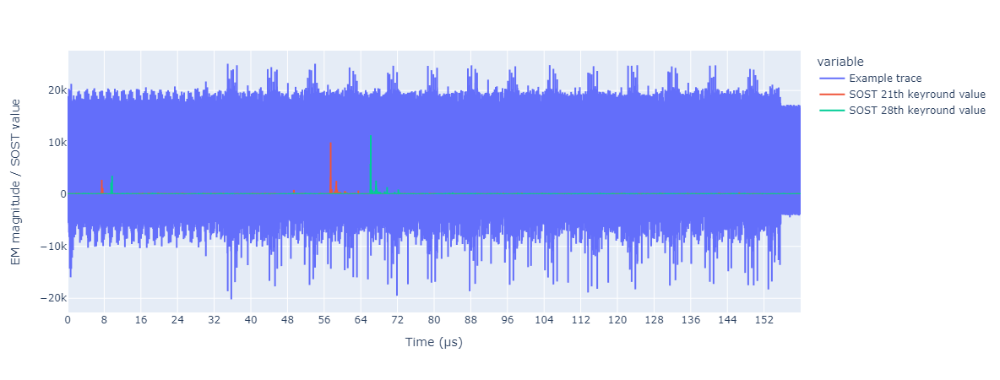 variable
Example trace
SOST 21th keyround value
SOST 28th keyround value
EM magnitude / SOST value
20k
10k
0
−10k
−20k
0 8 16 24 32 40 48 56 64 72 80 88 96 104 112 120 128 136 144 152
Time (μs)